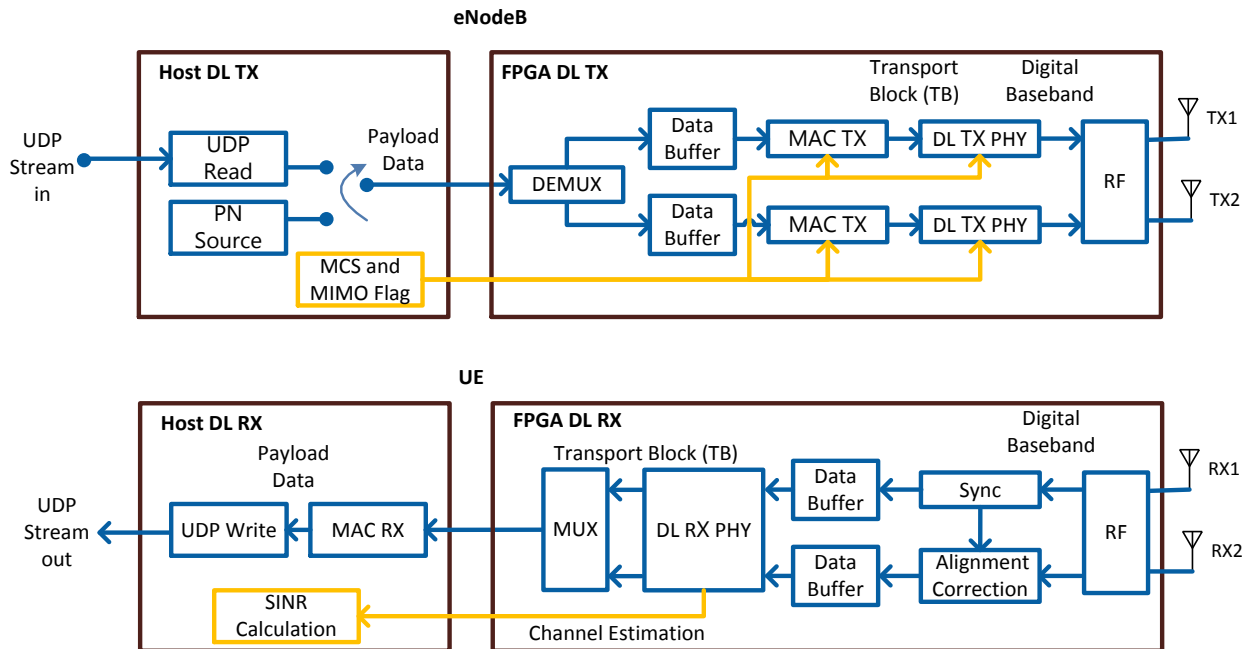 eNodeB
Host DL TX
FPGA DL TX
UDP
Stream
in
UDP
Read
PN
Source
Payload
Data
MCS and
MIMO Flag
DEMUX
Data
Buffer
Data
Buffer
MAC TX
MAC TX
Transport
Block (TB)
DL TX PHY
DL TX PHY
Digital
Baseband
RF
TX1
TX2
UE
Host DL RX
FPGA DL RX
UDP
Stream
out
Payload
Data
UDP Write
MAC RX
SINR
Calculation
Transport Block (TB)
MUX
DL RX PHY
Channel Estimation
Data
Buffer
Data
Buffer
Sync
Alignment
Correction
Digital
Baseband
RF
RX1
RX2